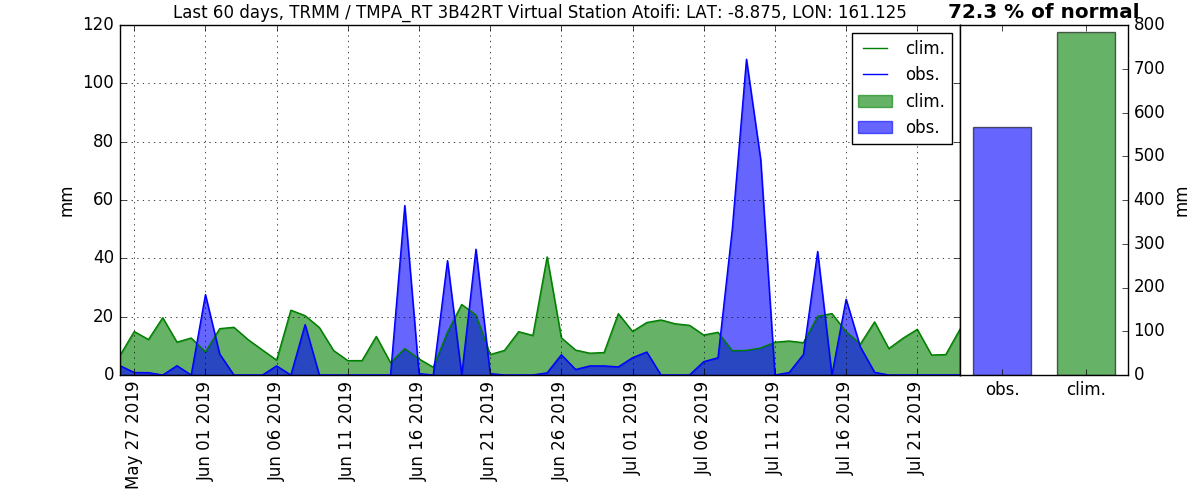 Last 60 days, TRMM / TMPA_RT 3B42RT Virtual Station Atoifi: LAT: -8.875, LON: 161.125
72.3 % of normal
120
100
80
60
40
20
0
mm
clim.
obs.
clim.
obs.
May 27 2019
Jun 01 2019
Jun 06 2019
Jun 11 2019
Jun 16 2019
Jun 21 2019
Jun 26 2019
Jul 01 2019
Jul 06 2019
Jul 11 2019
Jul 16 2019
Jul 21 2019
800
700
600
500
400
300
200
100
0
mm
obs.
clim.